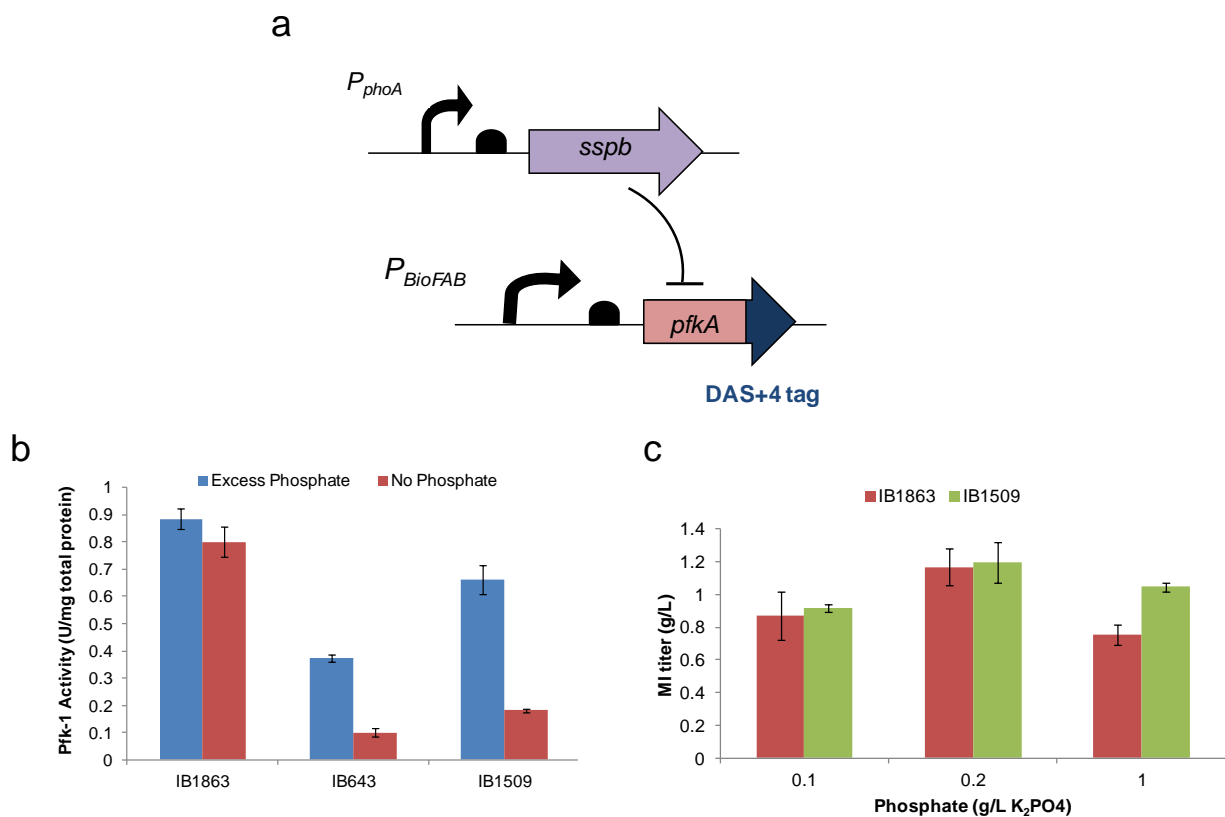 a
PphoA
sspb
PBioFAB
pfkA
DAS+4 tag
b
Excess Phosphate
No Phosphate
Pfk-1 Activity (U/mg total protein)
1
0.9
0.8
0.7
0.6
0.5
0.4
0.3
0.2
0.1
0
IB1863
IB643
IB1509
c
IB1863
IB1509
MI titer (g/L)
1.4
1.2
1
0.8
0.6
0.4
0.2
0
0.1
0.2
1
Phosphate (g/L K2PO4)